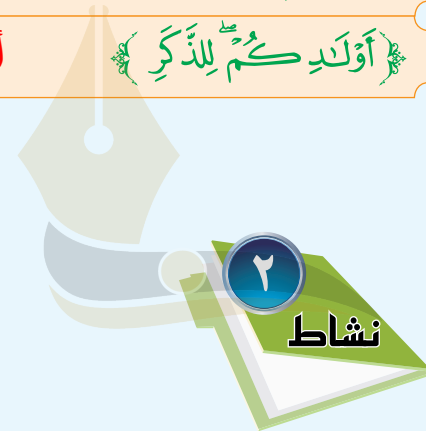 ﴿ أَوْلَـٰدِكُمْ ۖ لِلذَّكَرِ ﴾
٢
نشاط